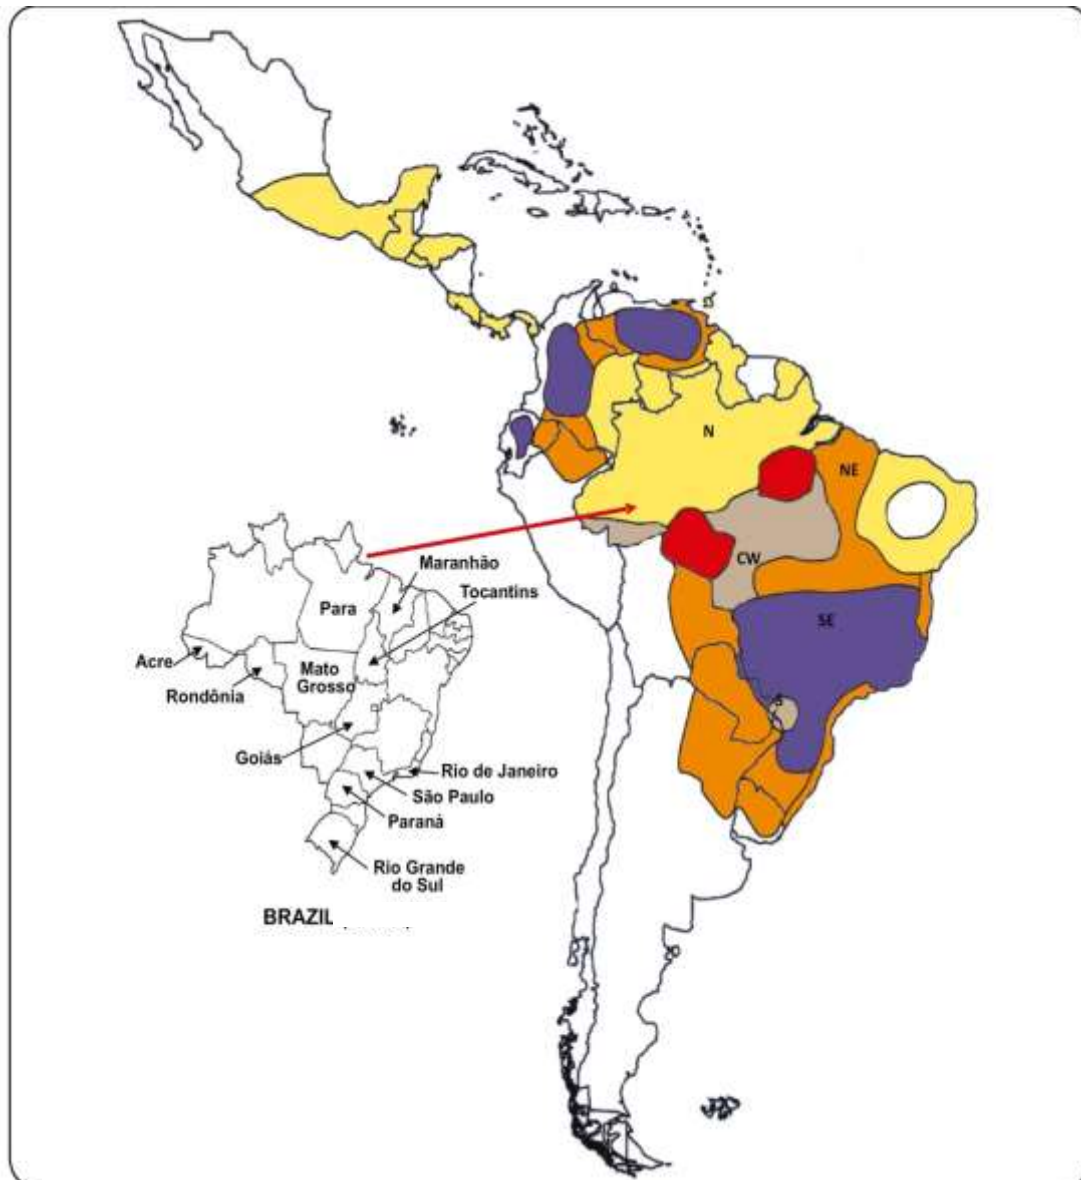 N
NE
CW
SE
Maranhão
Tocantins
Para
Acre
Mato
Grosso
Rondônia
Goiás
Rio de Janeiro
São Paulo
Paraná
Rio Grande
do Sul
BRAZIL